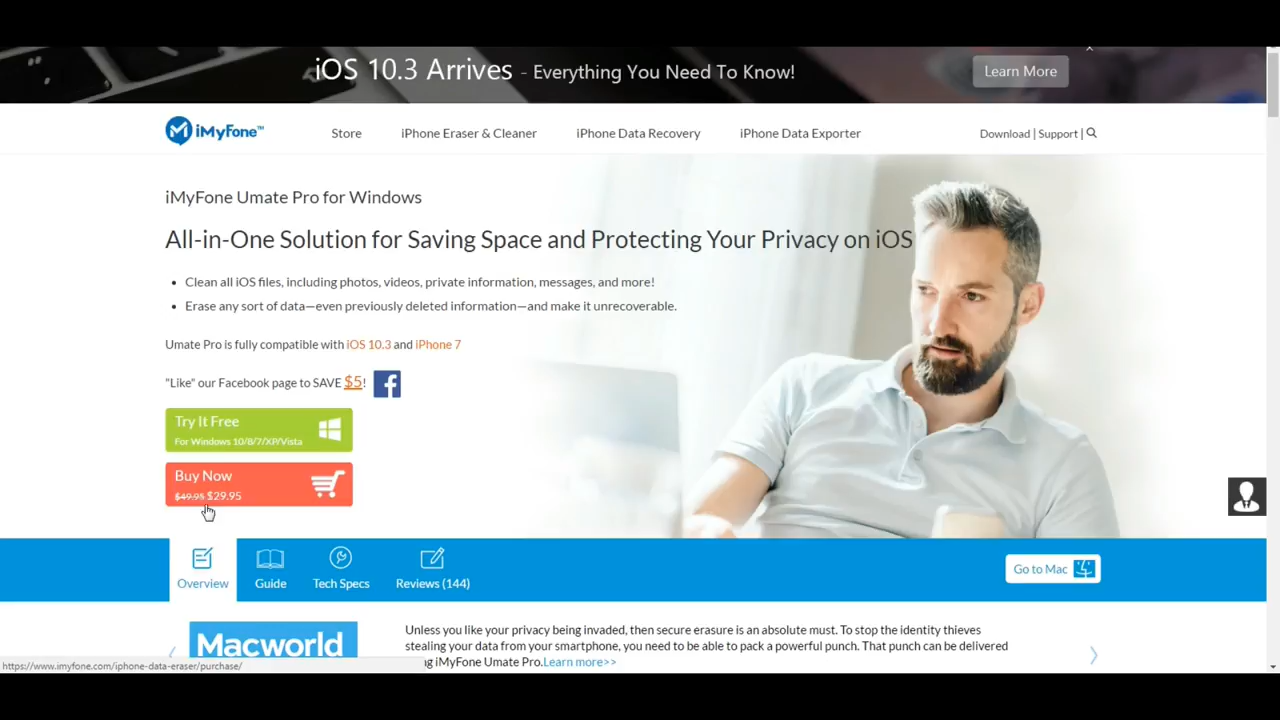 iOS 10.3 Arrives - Everything You Need To Know!
Learn More
iMyFone™
Store
iPhone Eraser & Cleaner
iPhone Data Recovery
iPhone Data Exporter
Download | Support |
iMyFone Umate Pro for Windows
All-in-One Solution for Saving Space and Protecting Your Privacy on iOS
• Clean all iOS files, including photos, videos, private information, messages, and more!
• Erase any sort of data—even previously deleted information—and make it unrecoverable.
Umate Pro is fully compatible with iOS 10.3 and iPhone 7
"Like" our Facebook page to SAVE $5!
Try It Free
For Windows 10/8/7/XP/Vista
Buy Now
$49.95 $29.95
Overview
Guide
Tech Specs
Reviews (144)
Go to Mac
Macworld
Unless you like your privacy being invaded, then secure erasure is an absolute must. To stop the identity thieves
stealing your data from your smartphone, you need to be able to pack a powerful punch. That punch can be delivered
iMyFone Umate Pro.Learn more>>
https://www.imyfone.com/iphone-data-eraser/purchase/